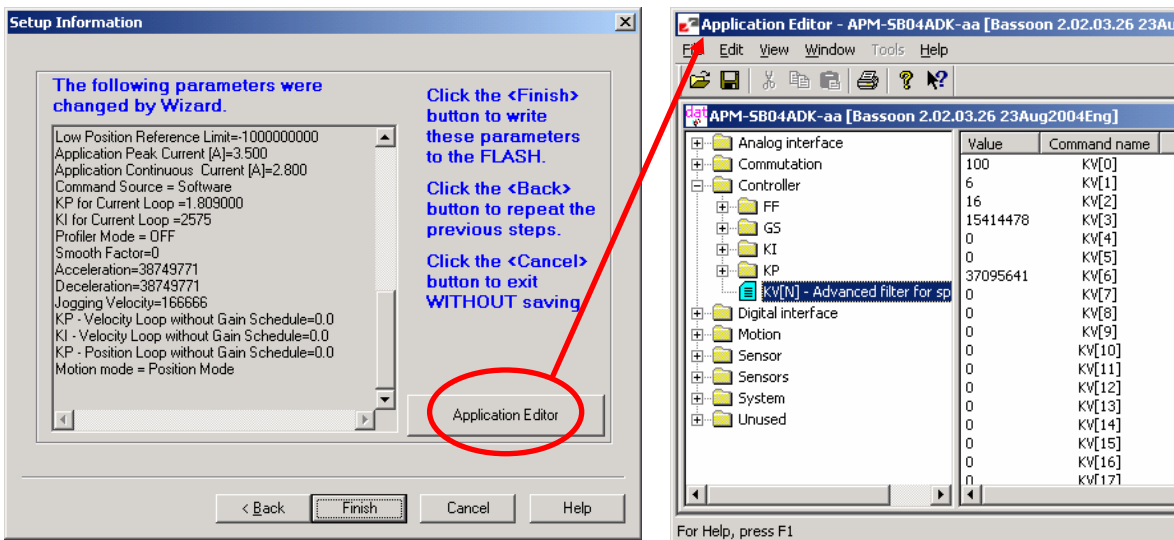 Setup Information
The following parameters were
changed by Wizard.
Low Position Reference Limit=-1000000000
Application Peak Current [A]=3.500
Application Continuous  Current [A]=2.800
Command Source = Software
KP for Current Loop =1.809000
KI for Current Loop =2575
Profiler Mode = OFF
Smooth Factor=0
Acceleration=38749771
Deceleration=38749771
Jogging Velocity=166666
KP - Velocity Loop without Gain Schedule=0.0
KI - Velocity Loop without Gain Schedule=0.0
KP - Position Loop without Gain Schedule=0.0
Motion mode = Position Mode
Click the <Finish>
button to write
these parameters
to the FLASH.
Click the <Back>
button to repeat the
previous steps.
Click the <Cancel>
button to exit
WITHOUT saving
Application Editor
< Back
Finish
Cancel
Help
Application Editor - APM-SB04ADK-aa [Bassoon 2.02.03.26 23Au
File Edit View Window Tools Help
APM-SB04ADK-aa [Bassoon 2.02.03.26 23Aug2004Eng]
Analog interface
Commutation
Controller
FF
GS
KI
KP
KV[N] - Advanced filter for sp
Digital interface
Motion
Sensor
Sensors
System
Unused
Value Command name
100 KV[0]
6 KV[1]
16 KV[2]
15414478 KV[3]
0 KV[4]
0 KV[5]
37095641 KV[6]
0 KV[7]
0 KV[8]
0 KV[9]
0 KV[10]
0 KV[11]
0 KV[12]
0 KV[13]
0 KV[14]
0 KV[15]
0 KV[16]
0 KV[17]
For Help, press F1